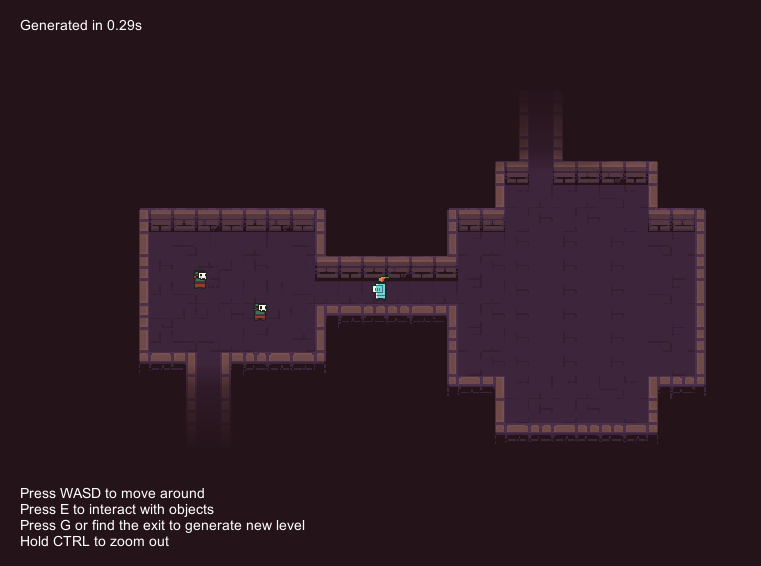 Generated in 0.29s
Press WASD to move around
Press E to interact with objects
Press G or find the exit to generate new level
Hold CTRL to zoom out